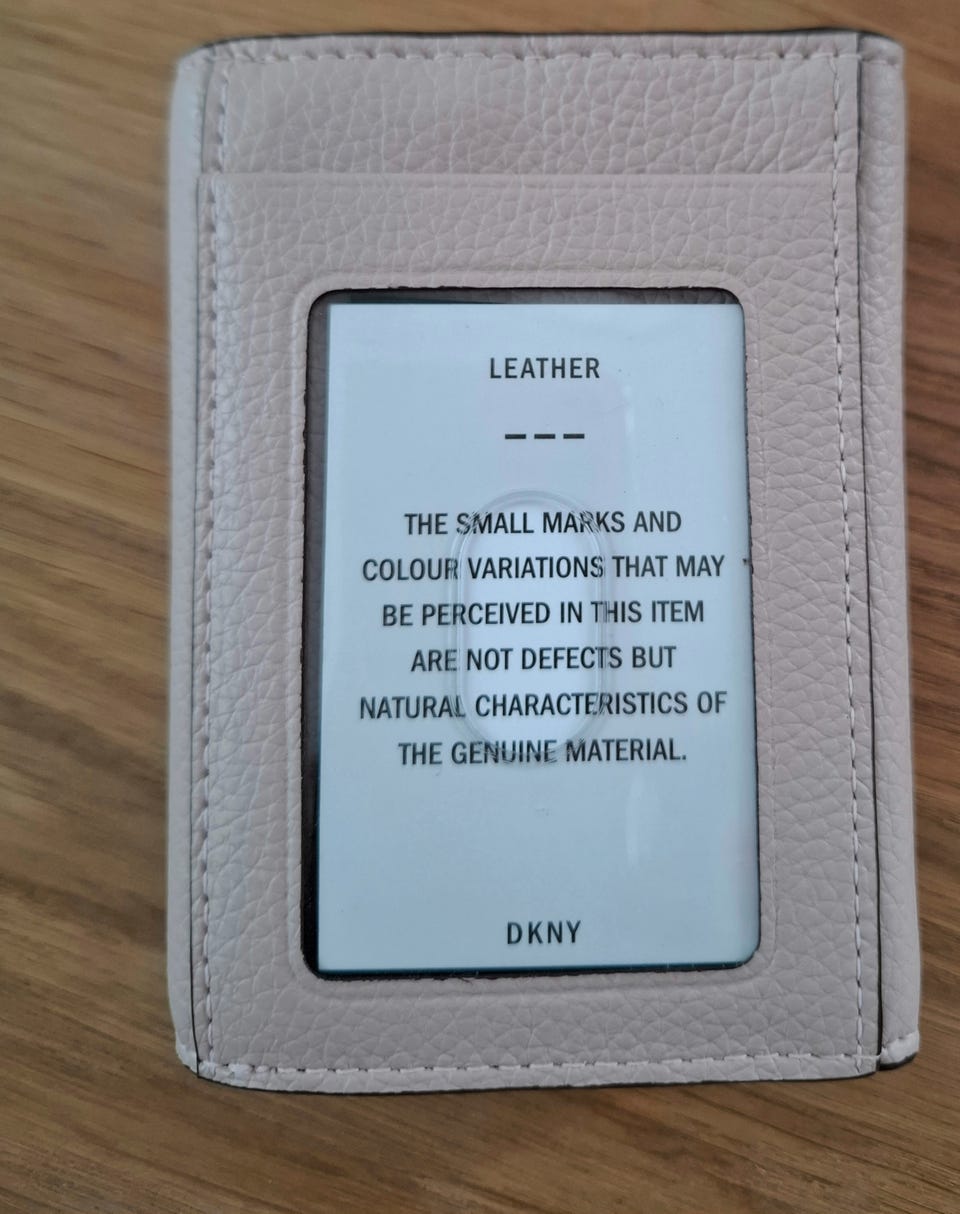 LEATHER
---
THE SMALL MARKS AND
COLOUR VARIATIONS THAT MAY
BE PERCEIVED IN THIS ITEM
ARE NOT DEFECTS BUT
NATURAL CHARACTERISTICS OF
THE GENUINE MATERIAL.
DKNY